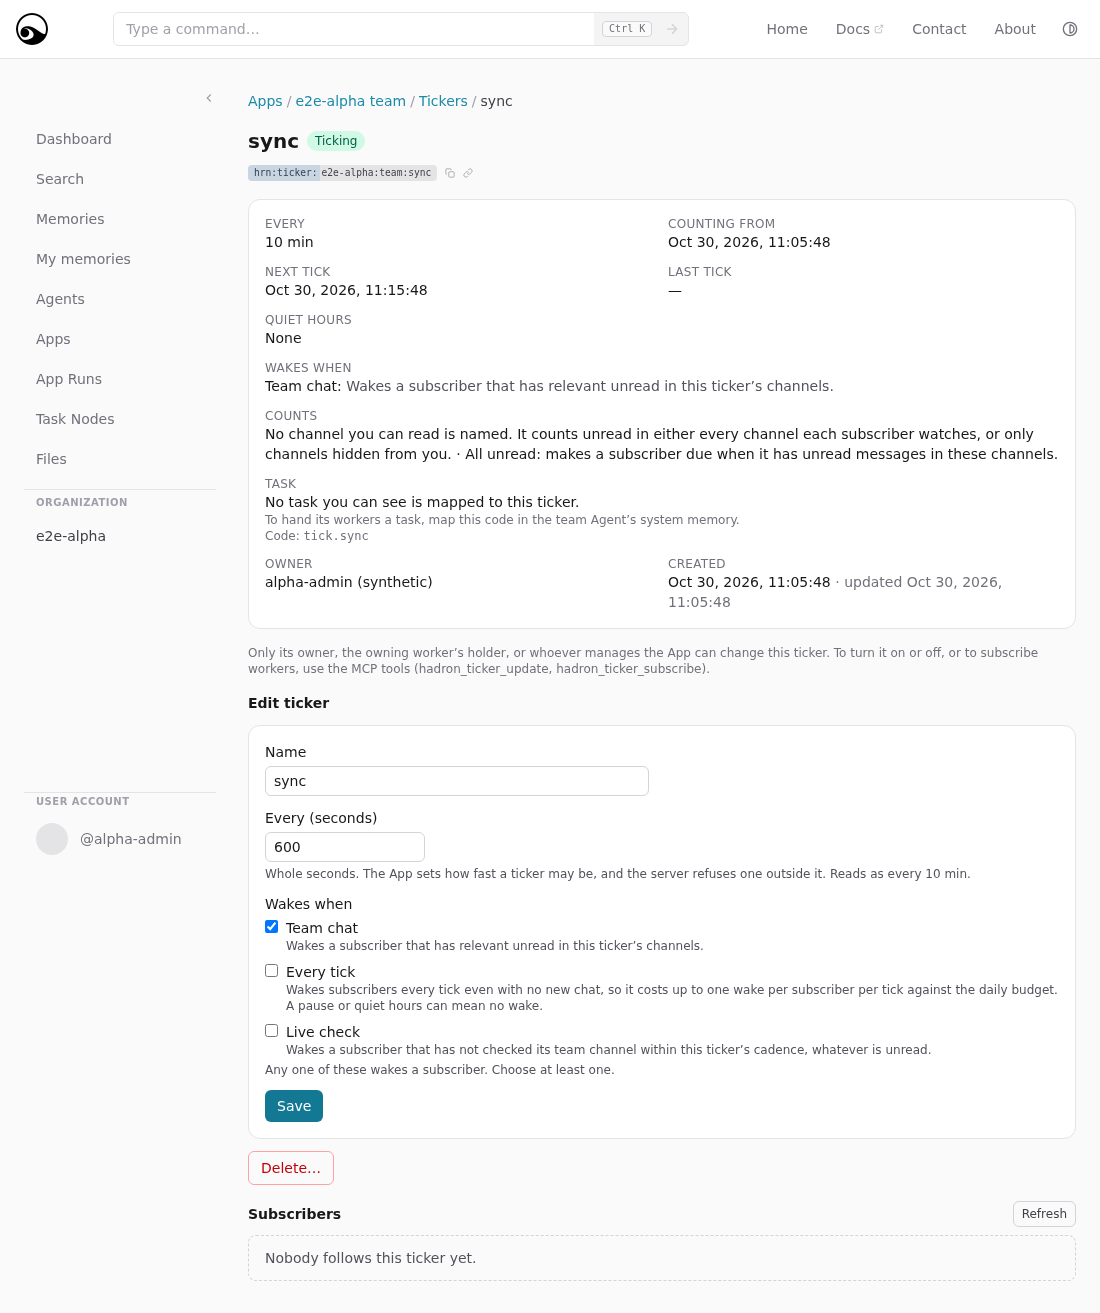 Type a command…
Ctrl K
Home
Docs
Contact
About
Dashboard
Search
Memories
My memories
Agents
Apps
App Runs
Task Nodes
Files
ORGANIZATION
e2e-alpha
USER ACCOUNT
@alpha-admin
Apps / e2e-alpha team / Tickers / sync
sync Ticking
hrn:ticker: e2e-alpha:team:sync
EVERY
10 min
COUNTING FROM
Oct 30, 2026, 11:05:48
NEXT TICK
Oct 30, 2026, 11:15:48
LAST TICK
—
QUIET HOURS
None
WAKES WHEN
Team chat: Wakes a subscriber that has relevant unread in this ticker’s channels.
COUNTS
No channel you can read is named. It counts unread in either every channel each subscriber watches, or only
channels hidden from you. · All unread: makes a subscriber due when it has unread messages in these channels.
TASK
No task you can see is mapped to this ticker.
To hand its workers a task, map this code in the team Agent’s system memory.
Code: tick.sync
OWNER
alpha-admin (synthetic)
CREATED
Oct 30, 2026, 11:05:48 · updated Oct 30, 2026,
11:05:48
Only its owner, the owning worker’s holder, or whoever manages the App can change this ticker. To turn it on or off, or to subscribe
workers, use the MCP tools (hadron_ticker_update, hadron_ticker_subscribe).
Edit ticker
Name
sync
Every (seconds)
600
Whole seconds. The App sets how fast a ticker may be, and the server refuses one outside it. Reads as every 10 min.
Wakes when
Team chat
Wakes a subscriber that has relevant unread in this ticker’s channels.
Every tick
Wakes subscribers every tick even with no new chat, so it costs up to one wake per subscriber per tick against the daily budget.
A pause or quiet hours can mean no wake.
Live check
Wakes a subscriber that has not checked its team channel within this ticker’s cadence, whatever is unread.
Any one of these wakes a subscriber. Choose at least one.
Save
Delete…
Subscribers
Refresh
Nobody follows this ticker yet.